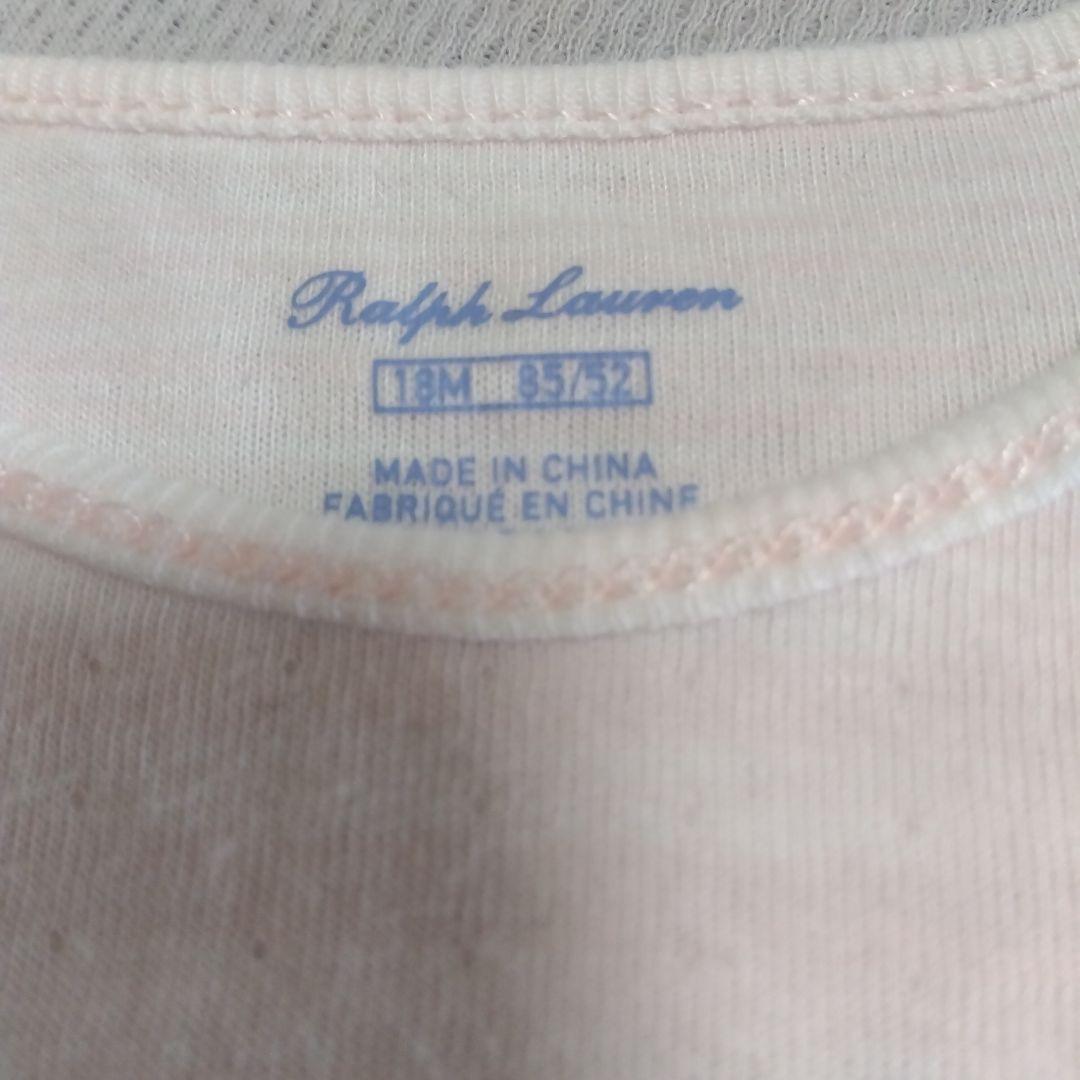 Ralph Lauren
18M 85/52
MADE IN CHINA
FABRIQUÉ EN CHINE